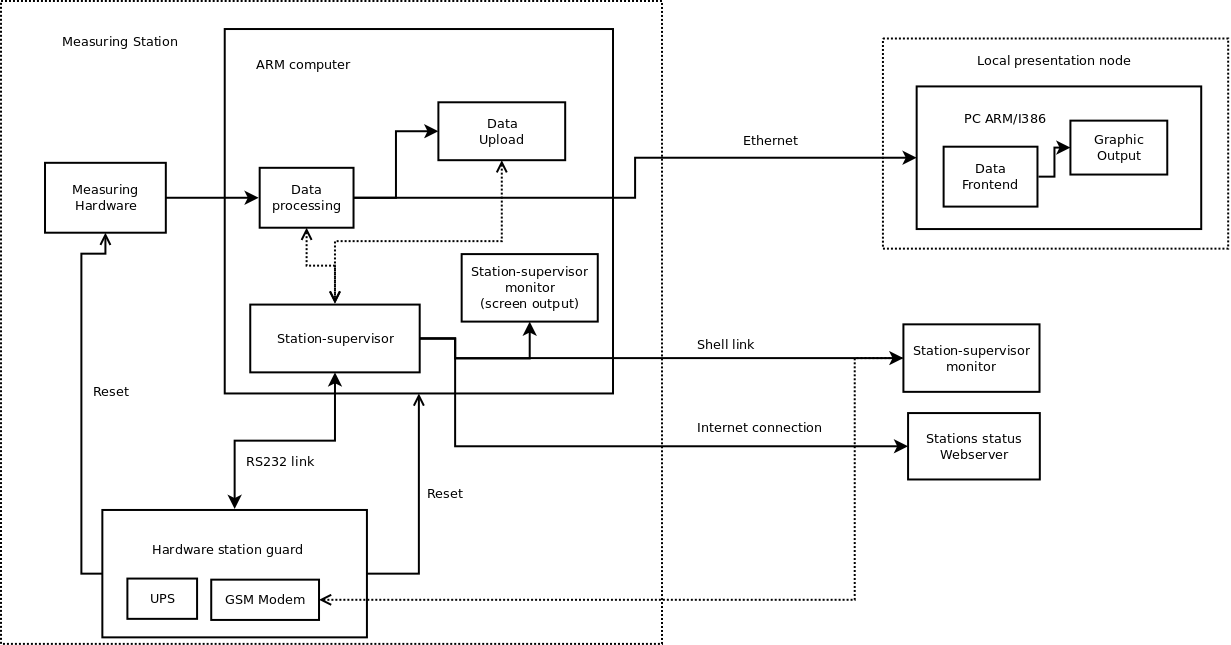 Measuring Station
ARM computer
Local presentation node
PC ARM/I386
Data
Upload
Graphic
Output
Ethernet
Data
Frontend
Measuring
Hardware
Data
processing
Station-supervisor
monitor
(screen output)
Station-supervisor
Shell link
Station-supervisor
monitor
Reset
Internet connection
Stations status
Webserver
RS232 link
Reset
Hardware station guard
UPS
GSM Modem